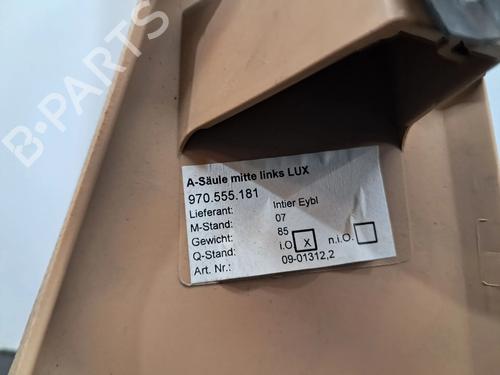 B-PARTS
A-Säule mitte links LUX
970.555.181
Lieferant: Intier Eybl
M-Stand: 07
Gewicht: 85
Q-Stand: i.O x n.i.O.
Art. Nr.: 09-01312,2